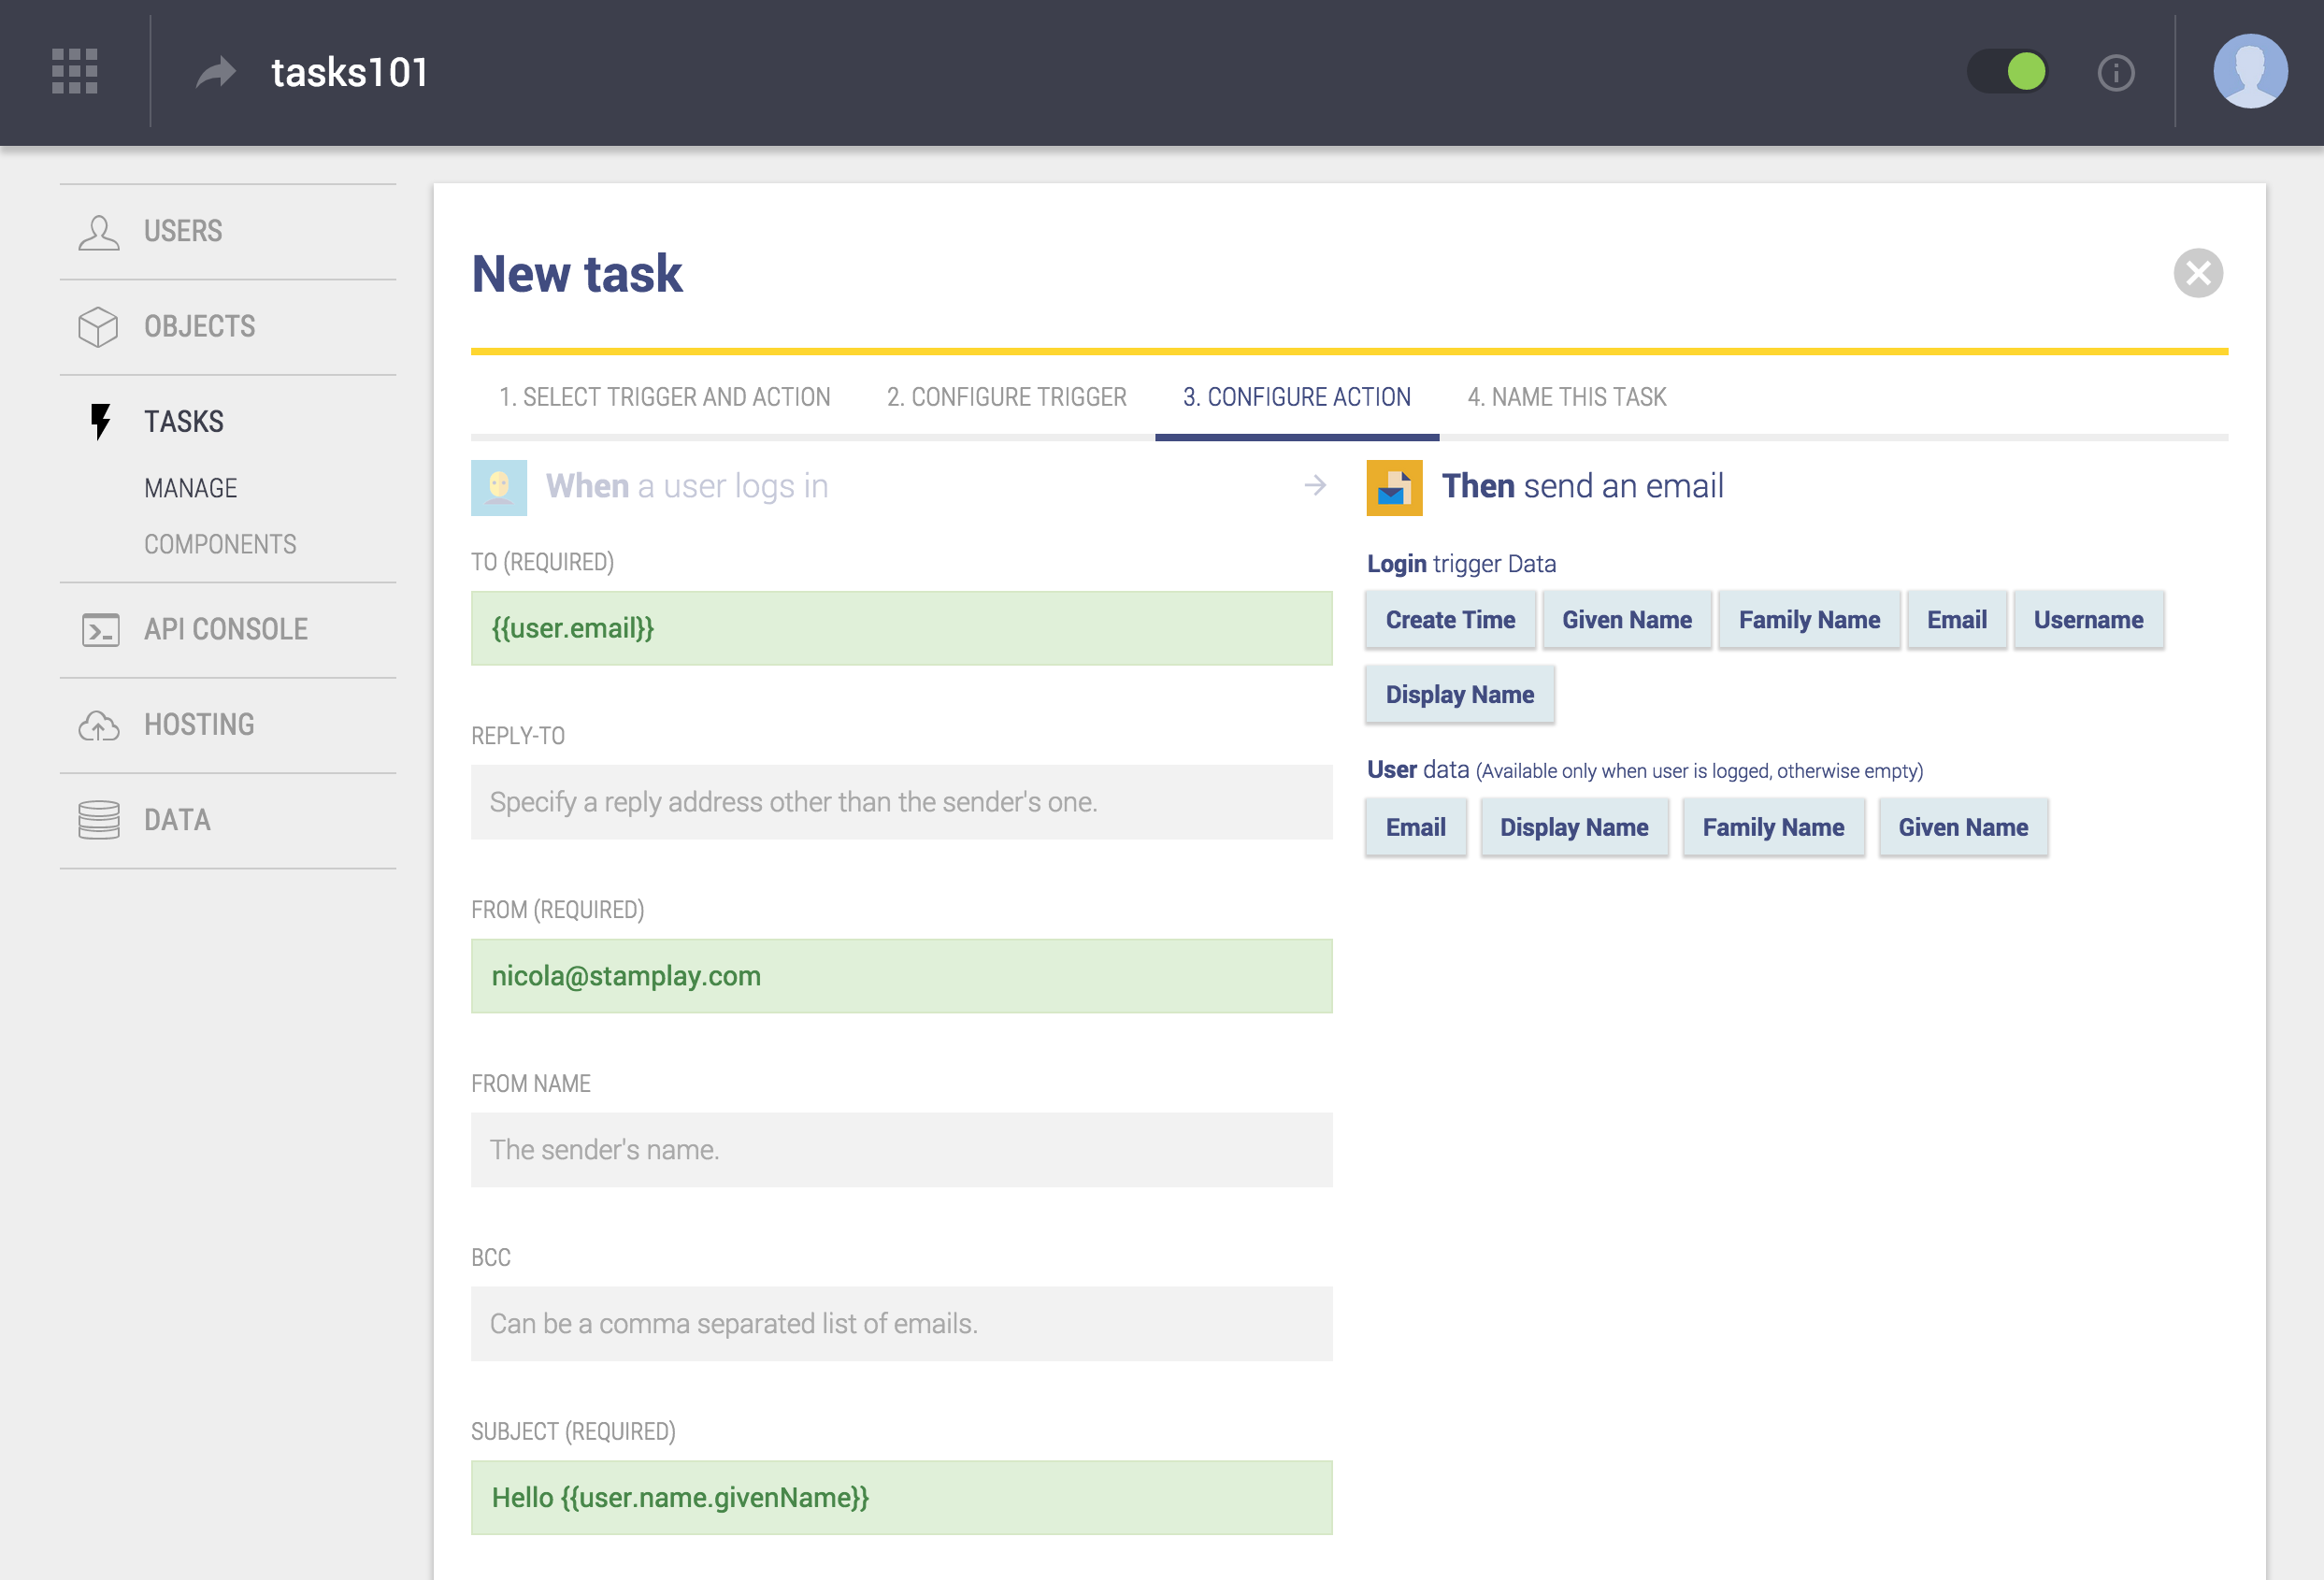 tasks101
USERS
OBJECTS
TASKS
MANAGE
COMPONENTS
API CONSOLE
HOSTING
DATA
New task
1. SELECT TRIGGER AND ACTION 2. CONFIGURE TRIGGER 3. CONFIGURE ACTION 4. NAME THIS TASK
When a user logs in
Then send an email
TO (REQUIRED)
{{user.email}}
REPLY-TO
Specify a reply address other than the sender's one.
FROM (REQUIRED)
nicola@stamplay.com
FROM NAME
The sender's name.
BCC
Can be a comma separated list of emails.
SUBJECT (REQUIRED)
Hello {{user.name.givenName}}
Login trigger Data
Create Time Given Name Family Name Email Username
Display Name
User data (Available only when user is logged, otherwise empty)
Email Display Name Family Name Given Name